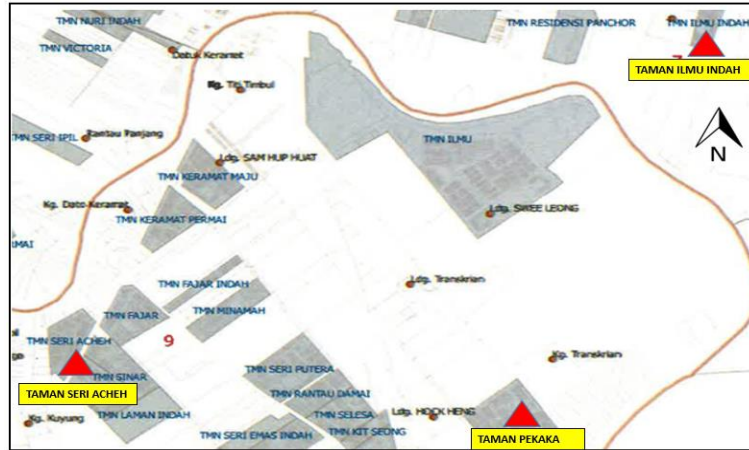 TMN NURI INDAH
TMN RESIDENSI PANCHOR
TMN ILMU INDAH
TMN VICTORIA
Datuk Keramat
7
TAMAN ILMU INDAH
Kg. Titi Timbul
N
TMN SERI IPIL
Rantau Panjang
TMN ILMU
Ldg. SAM HUP HUAT
TMN KERAMAT MAJU
Kg. Dato Keramat
TMN KERAMAT PERMAI
Ldg. SWEE LEONG
MAI
TMN FAJAR INDAH
Ldg. Transkrian
TMN FAJAR
TMN MINAMAH
TMN SERI ACHEH
9
Kg. Transkrian
TMN SERI PUTERA
TMN SINAR
TAMAN SERI ACHEH
TMN RANTAU DAMAI
TMN LAMAN INDAH
TMN SELESA
Ldg. HOCK HENG
Kg. Kuyung
TMN KIT SEONG
TMN SERI EMAS INDAH
TAMAN PEKAKA